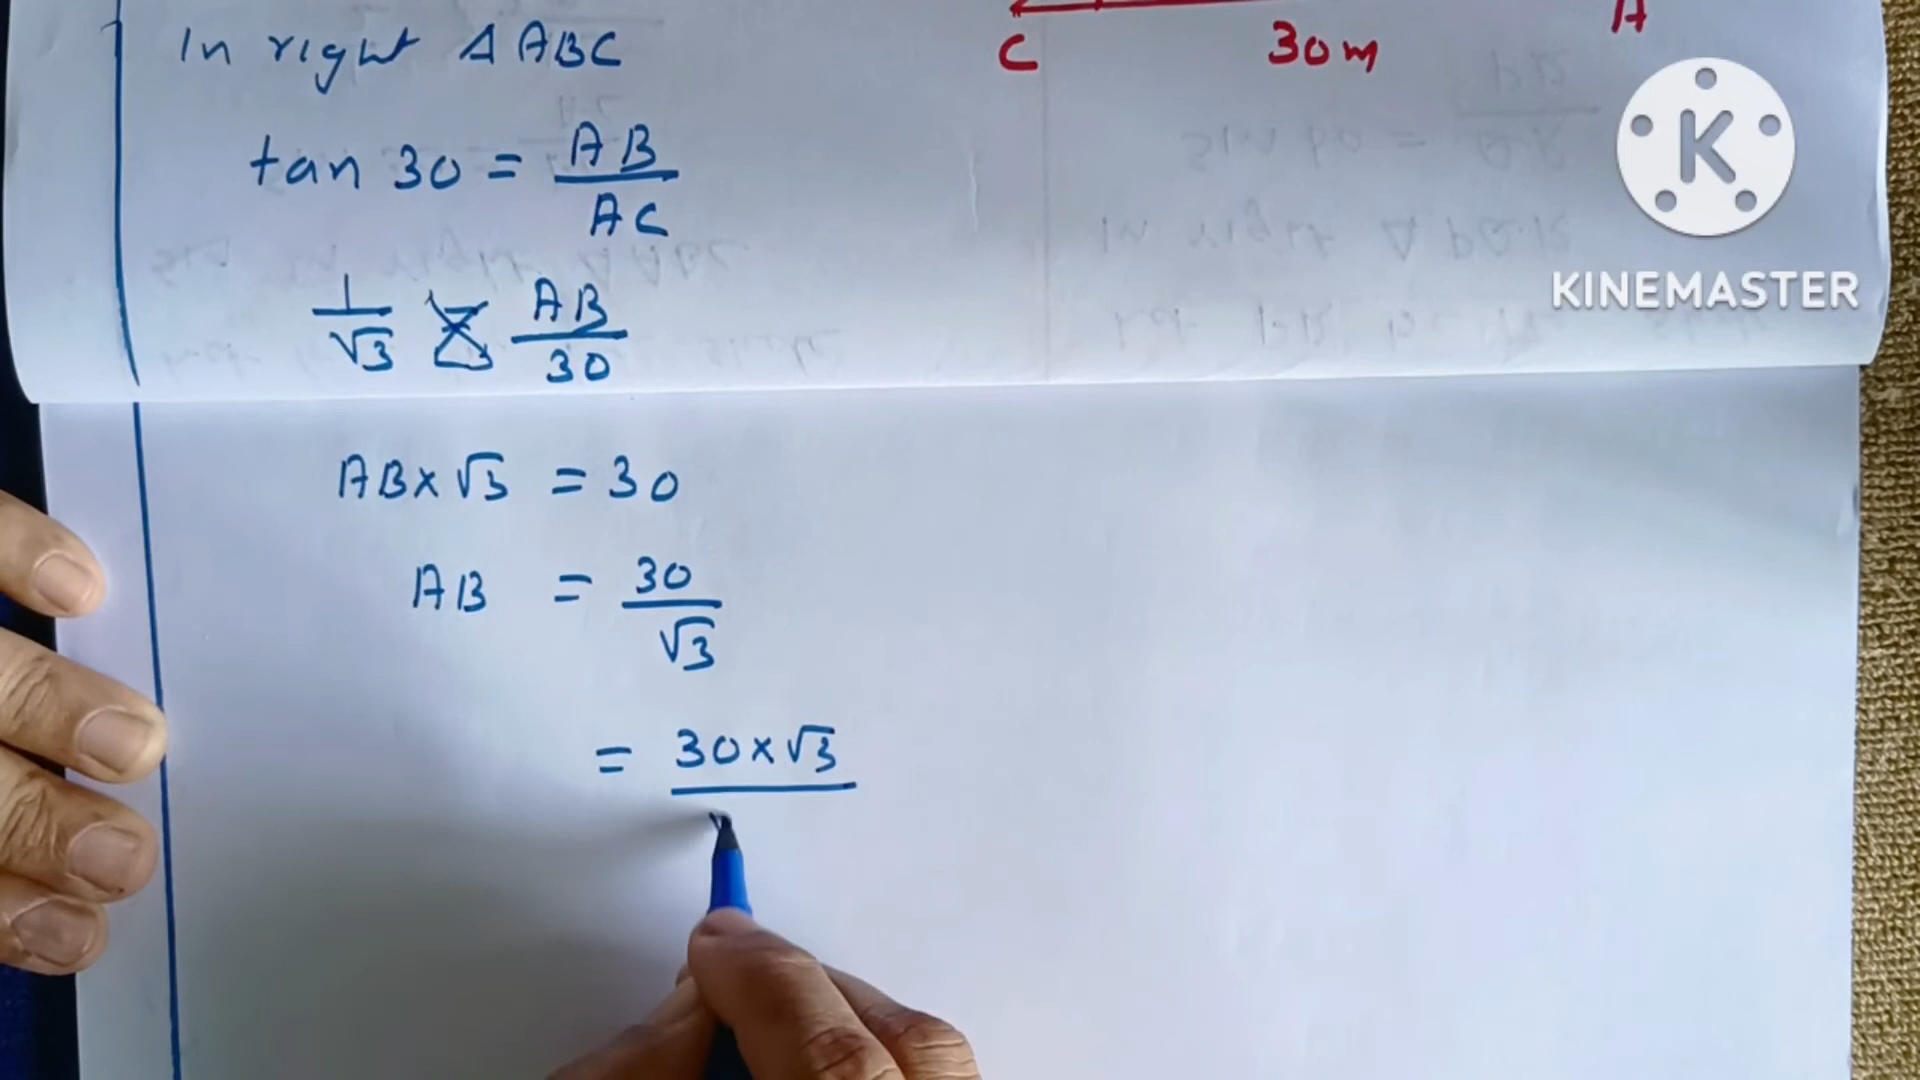 In right Δ ABC
C 30m A
tan 30 = AB/AC
1/√3 = AB/30
AB×√3 = 30
AB = 30/√3
= 30×√3
KINEMASTER